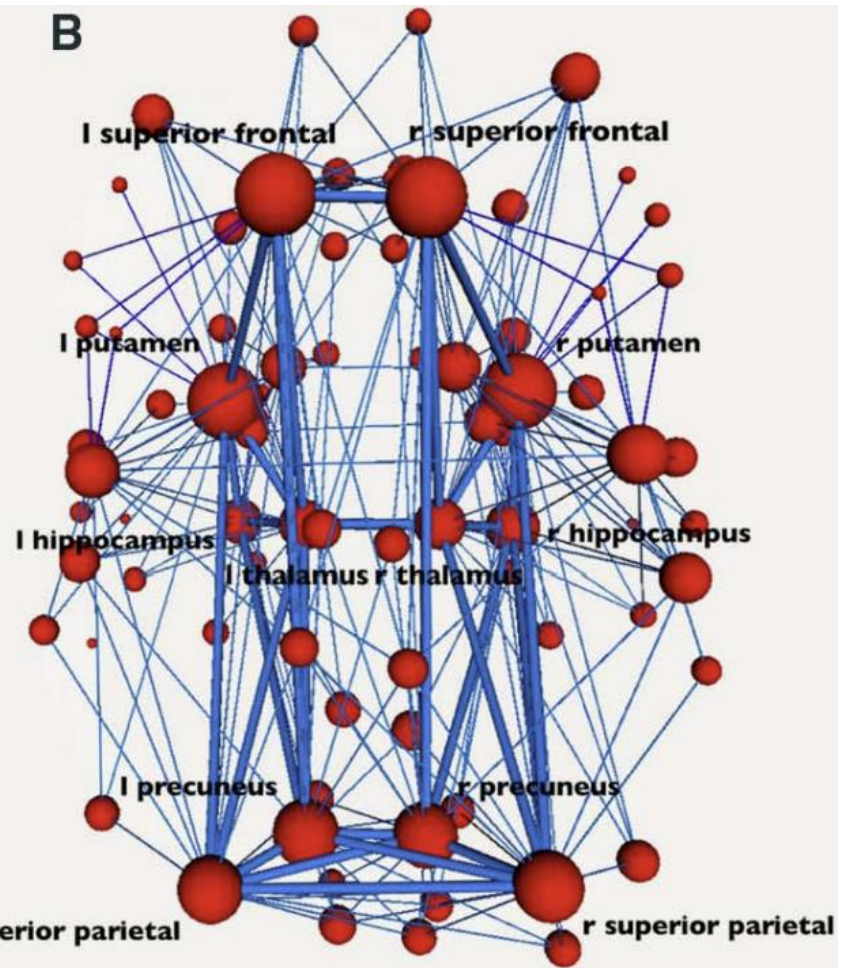 B
l superior frontal
r superior frontal
l putamen
r putamen
l hippocampus
r hippocampus
l thalamus
r thalamus
l precuneus
r precuneus
erior parietal
r superior parietal